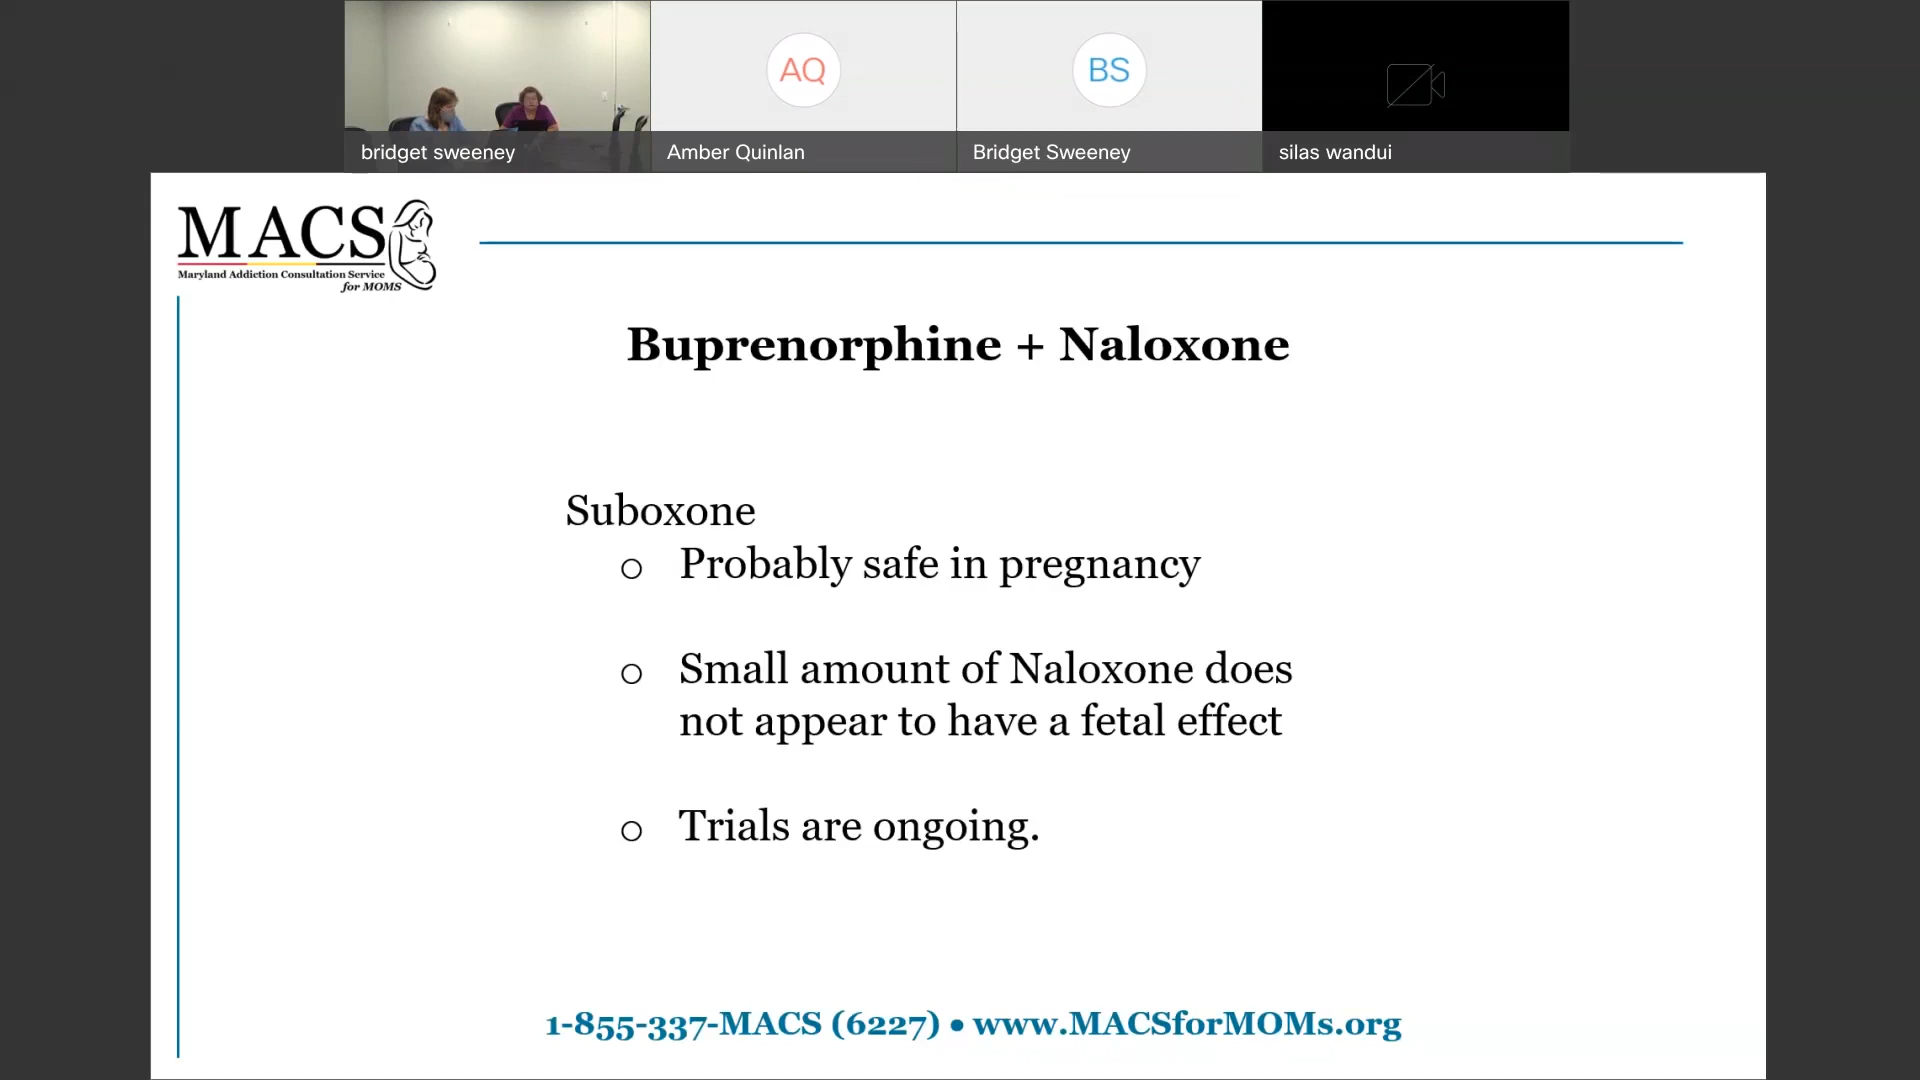 AQ
BS
bridget sweeney
Amber Quinlan
Bridget Sweeney
silas wandui
MACS
Maryland Addiction Consultation Service
for MOMS
Buprenorphine + Naloxone
Suboxone
Probably safe in pregnancy
Small amount of Naloxone does
not appear to have a fetal effect
Trials are ongoing.
1-855-337-MACS (6227) • www.MACSforMOMs.org